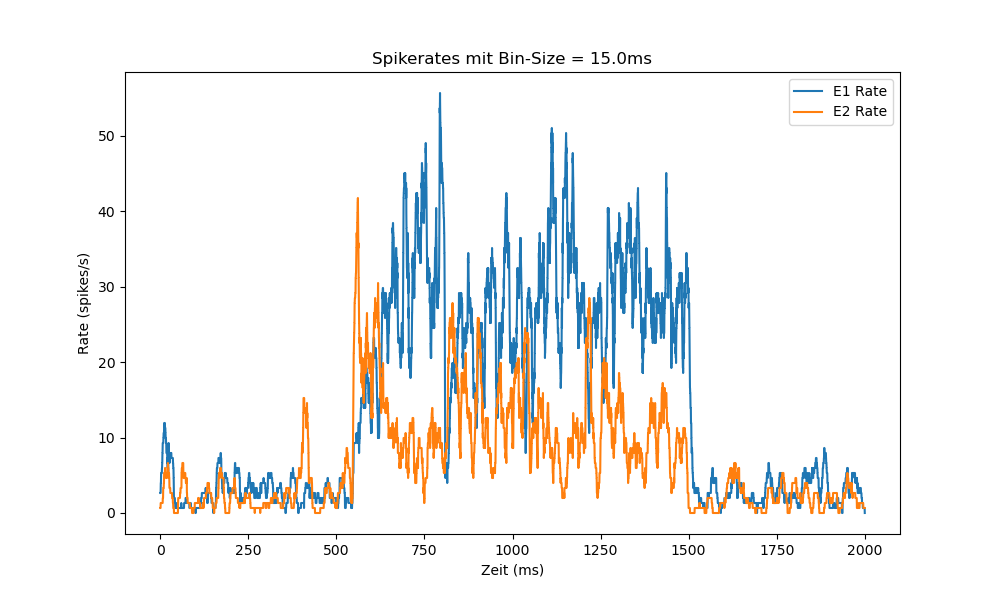 Spikerates mit Bin-Size = 15.0ms
E1 Rate
E2 Rate
Rate (spikes/s)
50
40
30
20
10
0
0 250 500 750 1000 1250 1500 1750 2000
Zeit (ms)